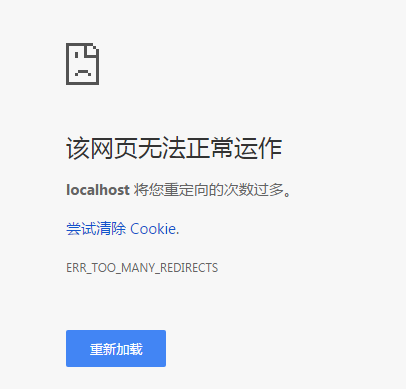 该网页无法正常运作
localhost 将您重定向的次数过多。
尝试清除 Cookie.
ERR_TOO_MANY_REDIRECTS
重新加载